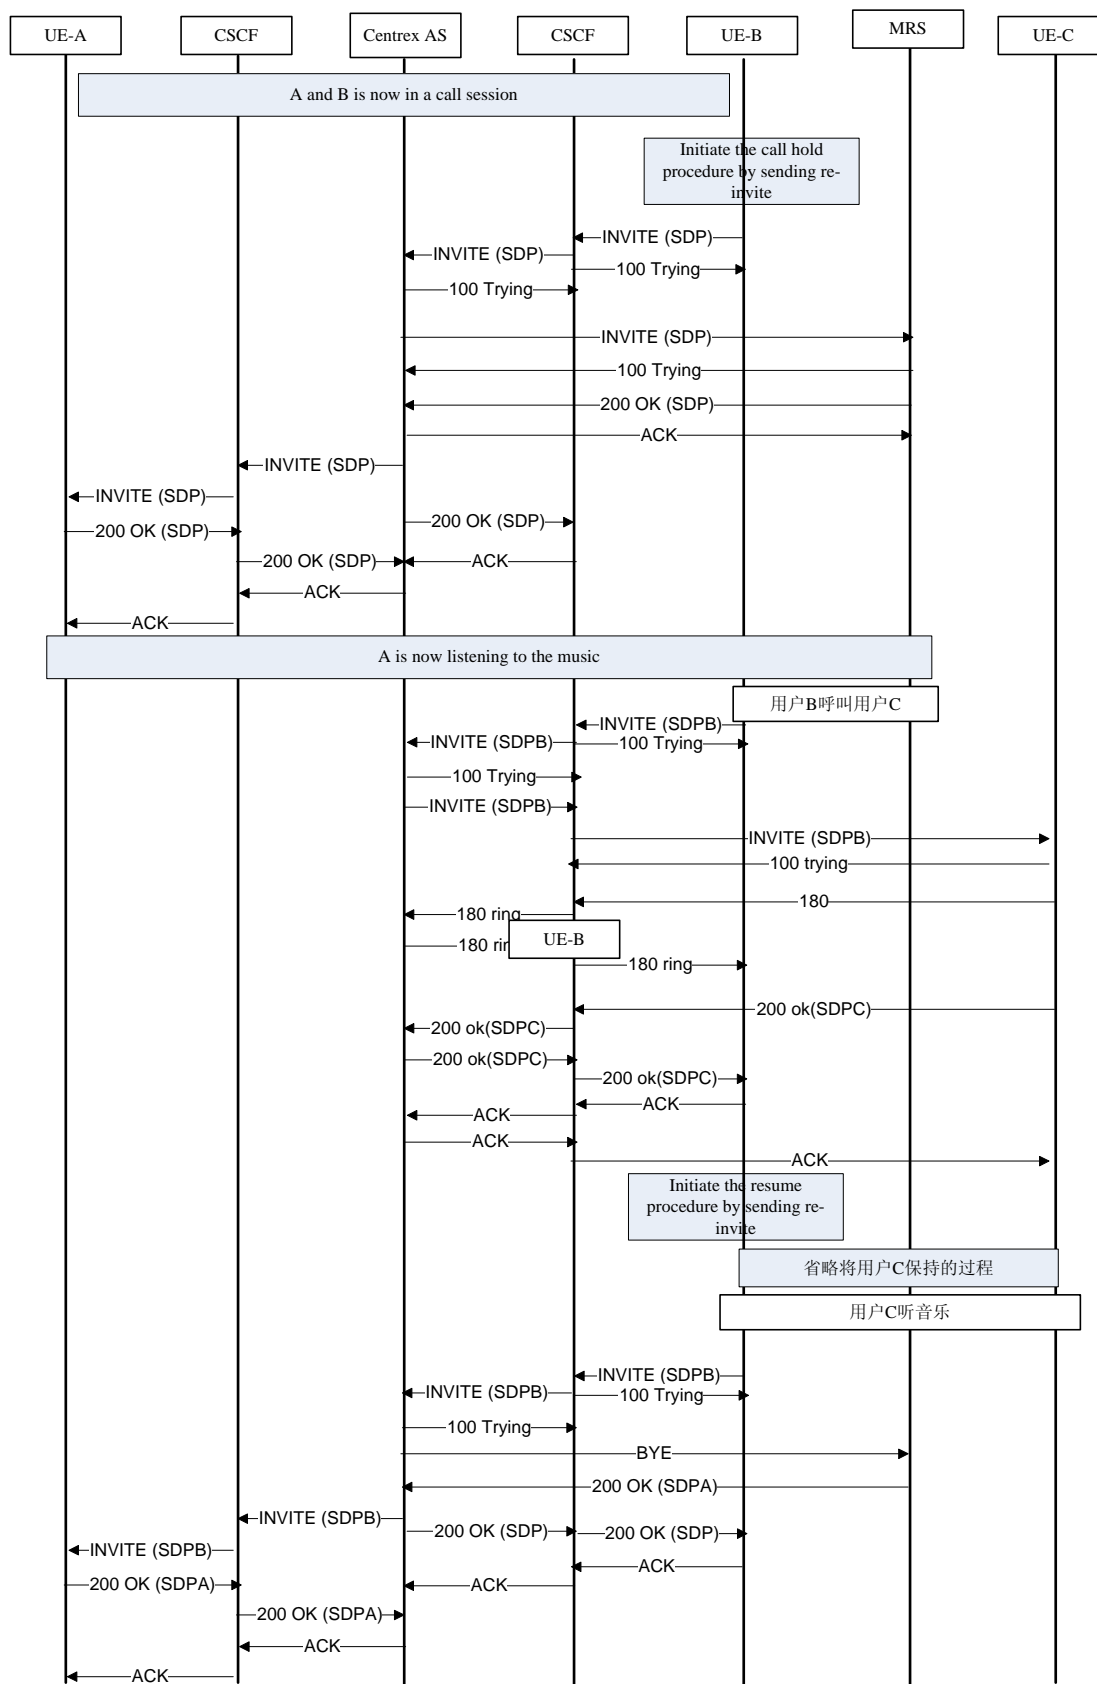 UE-A
CSCF
Centrex AS
CSCF
UE-B
MRS
UE-C
A and B is now in a call session
Initiate the call hold
procedure by sending re-
invite
INVITE (SDP)
INVITE (SDP)
100 Trying
100 Trying
INVITE (SDP)
100 Trying
200 OK (SDP)
ACK
INVITE (SDP)
INVITE (SDP)
200 OK (SDP)
200 OK (SDP)
200 OK (SDP)
ACK
ACK
ACK
A is now listening to the music
用户B呼叫用户C
INVITE (SDPB)
INVITE (SDPB)
100 Trying
100 Trying
INVITE (SDPB)
INVITE (SDPB)
100 trying
180
180 ring
UE-B
180 rin
180 ring
200 ok(SDPC)
200 ok(SDPC)
200 ok(SDPC)
200 ok(SDPC)
ACK
ACK
ACK
ACK
Initiate the resume
procedure by sending re-
invite
省略将用户C保持的过程
用户C听音乐
INVITE (SDPB)
INVITE (SDPB)
100 Trying
100 Trying
BYE
200 OK (SDPA)
INVITE (SDPB)
200 OK (SDP)
200 OK (SDP)
INVITE (SDPB)
ACK
200 OK (SDPA)
ACK
200 OK (SDPA)
ACK
ACK